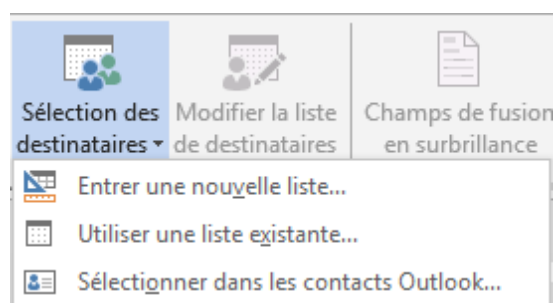 Sélection des destinataires
Modifier la liste de destinataires
Champs de fusion en surbrillance
Entrer une nouvelle liste...
Utiliser une liste existante...
Sélectionner dans les contacts Outlook...